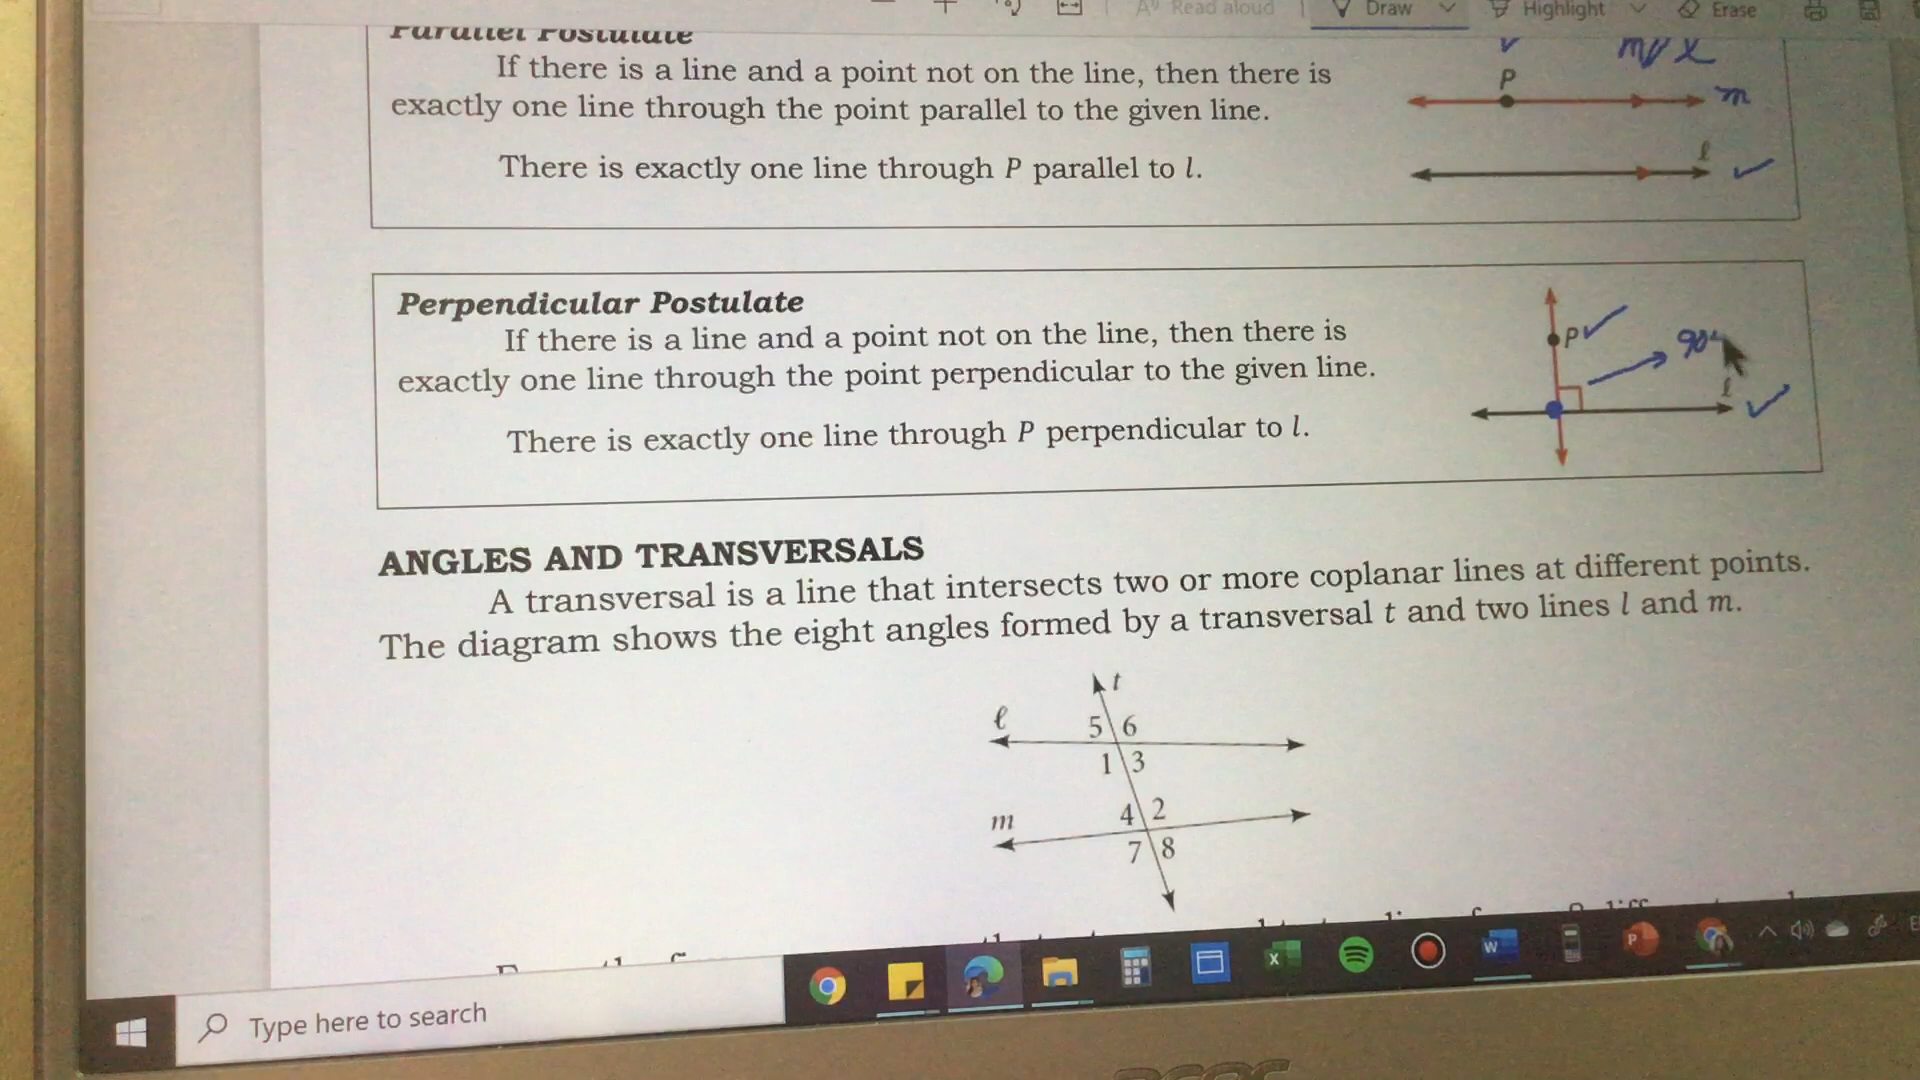 Read aloud
Draw
Highlight
Erase
Parallel Postulate
If there is a line and a point not on the line, then there is
exactly one line through the point parallel to the given line.
There is exactly one line through P parallel to l.
m // l
P
m
ℓ
Perpendicular Postulate
If there is a line and a point not on the line, then there is
exactly one line through the point perpendicular to the given line.
There is exactly one line through P perpendicular to l.
P
90°
ℓ
ANGLES AND TRANSVERSALS
A transversal is a line that intersects two or more coplanar lines at different points.
The diagram shows the eight angles formed by a transversal t and two lines l and m.
t
ℓ
5 6
1 3
m
4 2
7 8
Type here to search
acer